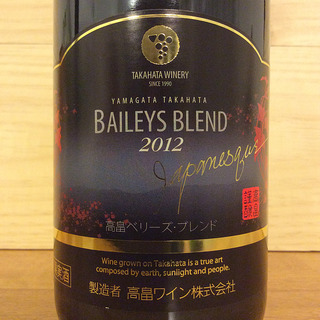 TAKAHATA WINERY
SINCE 1990
YAMAGATA TAKAHATA
BAILEYS BLEND
2012
Japonesque
高畠ベリーズ・ブレンド
Wine grown on Takahata is a true art
composed by earth, sunlight and people.
製造者 高畠ワイン株式会社